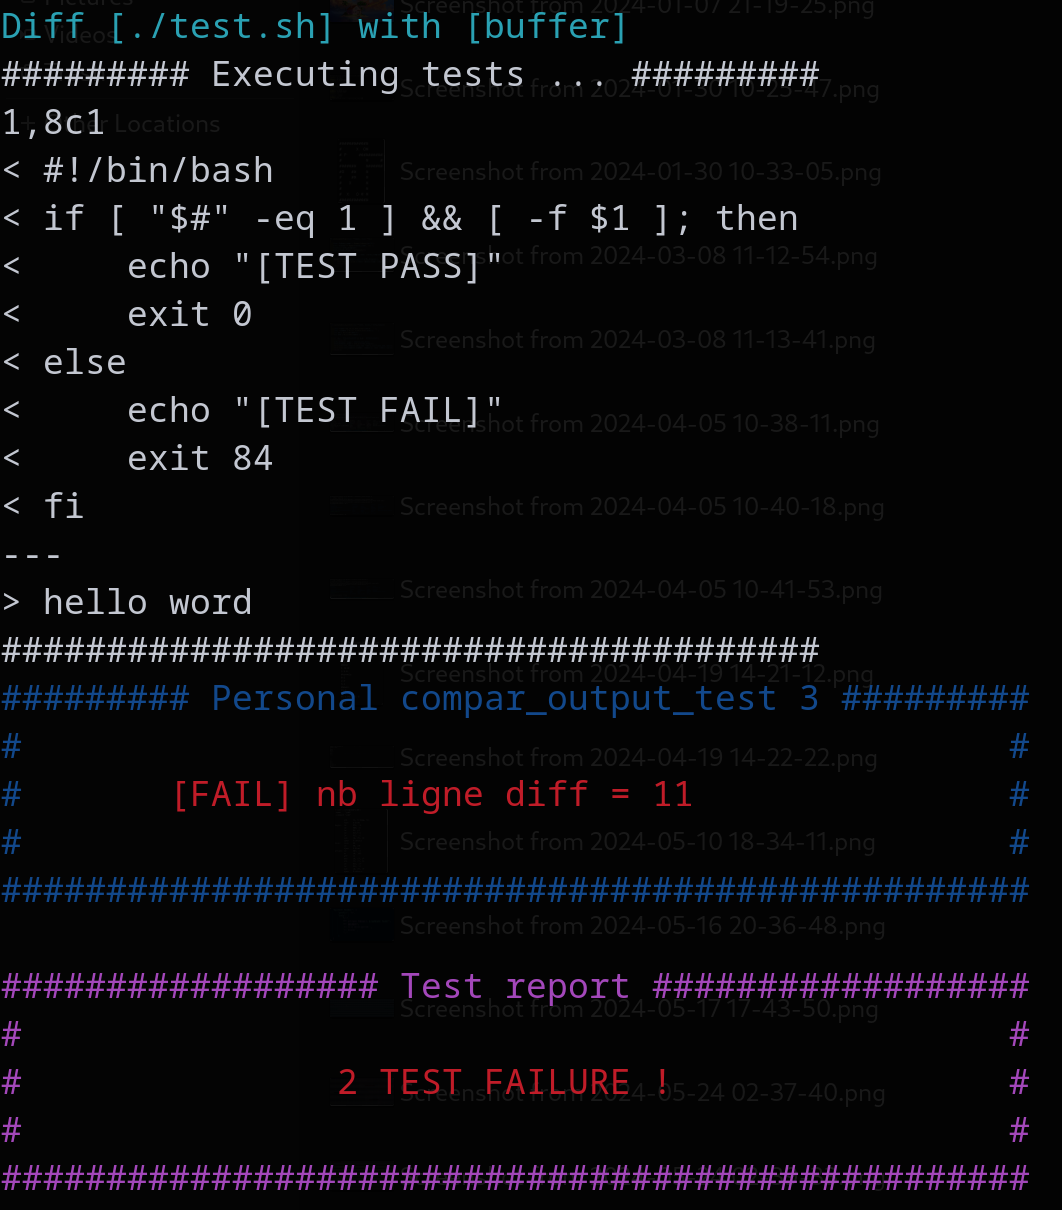 Screenshot from 2024-01-07 21-19-25.png
Pictures
Diff [./test.sh] with [buffer]
Videos
######### Executing tests ... #########
Screenshot from 2024-01-30 10-25-47.png
1,8c1
+ Other Locations
< #!/bin/bash
Screenshot from 2024-01-30 10-33-05.png
< if [ "$#" -eq 1 ] && [ -f $1 ]; then
Screenshot from 2024-03-08 11-12-54.png
<     echo "[TEST PASS]"
<     exit 0
Screenshot from 2024-03-08 11-13-41.png
< else
<     echo "[TEST FAIL]"
Screenshot from 2024-04-05 10-38-11.png
<     exit 84
< fi
Screenshot from 2024-04-05 10-40-18.png
---
Screenshot from 2024-04-05 10-41-53.png
> hello word
#######################################
Screenshot from 2024-04-19 14-21-12.png
######### Personal compar_output_test 3 #########
#                                               #
Screenshot from 2024-04-19 14-22-22.png
#       [FAIL] nb ligne diff = 11               #
#                                               #
Screenshot from 2024-05-10 18-34-11.png
#################################################
Screenshot from 2024-05-16 20-36-48.png
################## Test report ##################
Screenshot from 2024-05-17 17-43-50.png
#                                               #
#               2 TEST FAILURE !                #
Screenshot from 2024-05-24 02-37-40.png
#                                               #
#################################################